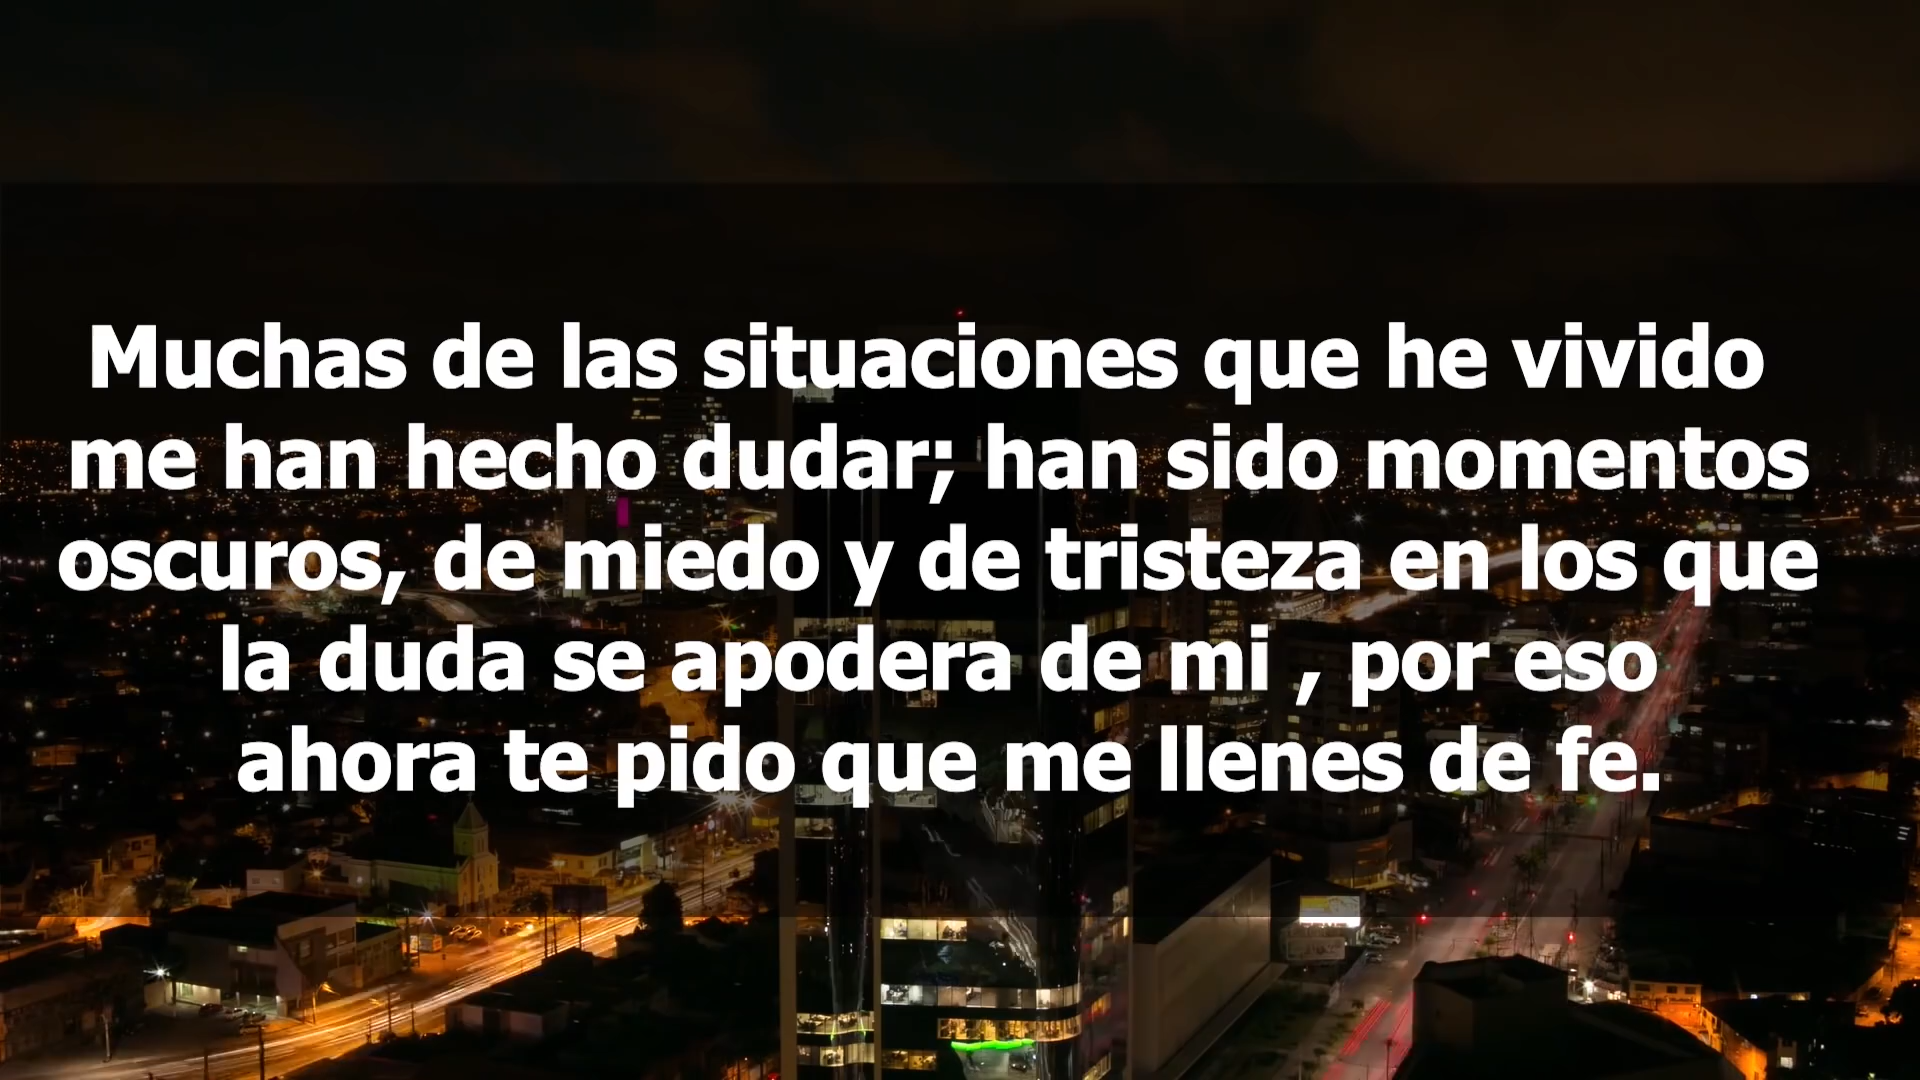 Muchas de las situaciones que he vivido
me han hecho dudar; han sido momentos
oscuros, de miedo y de tristeza en los que
la duda se apodera de mi , por eso
ahora te pido que me llenes de fe.